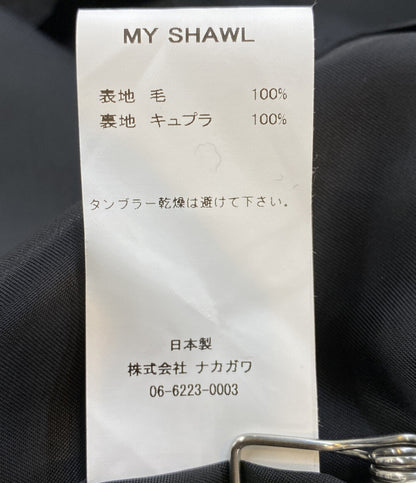 MY SHAWL
表地 毛 100%
裏地 キュプラ 100%
タンブラー乾燥は避けて下さい。
日本製
株式会社 ナカガワ
06-6223-0003